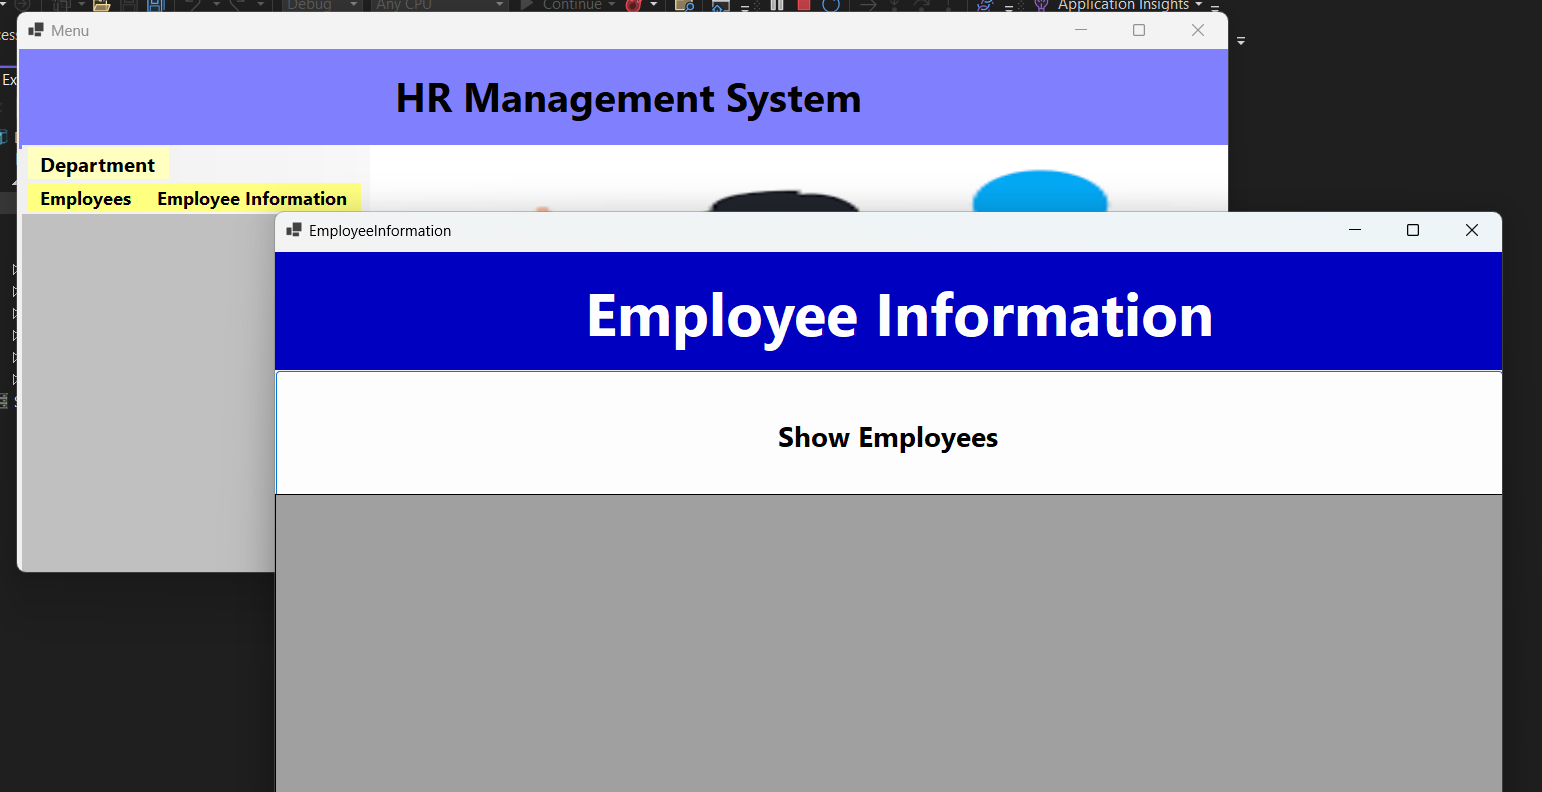 Debug Any CPU Continue Application Insights
Menu
HR Management System
Ex
Department
Employees Employee Information
EmployeeInformation
Employee Information
Show Employees